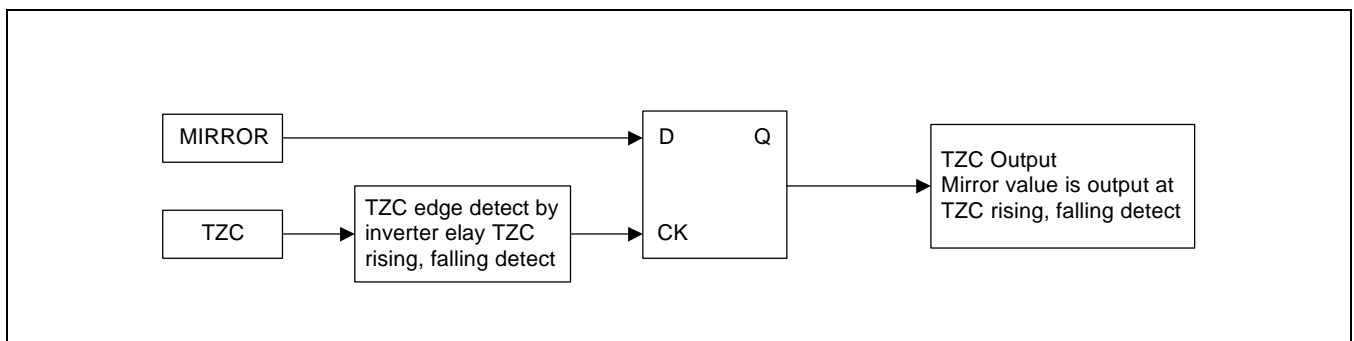 MIRROR
D
Q
TZC Output
Mirror value is output at
TZC rising, falling detect
TZC
TZC edge detect by
inverter elay TZC
rising, falling detect
CK